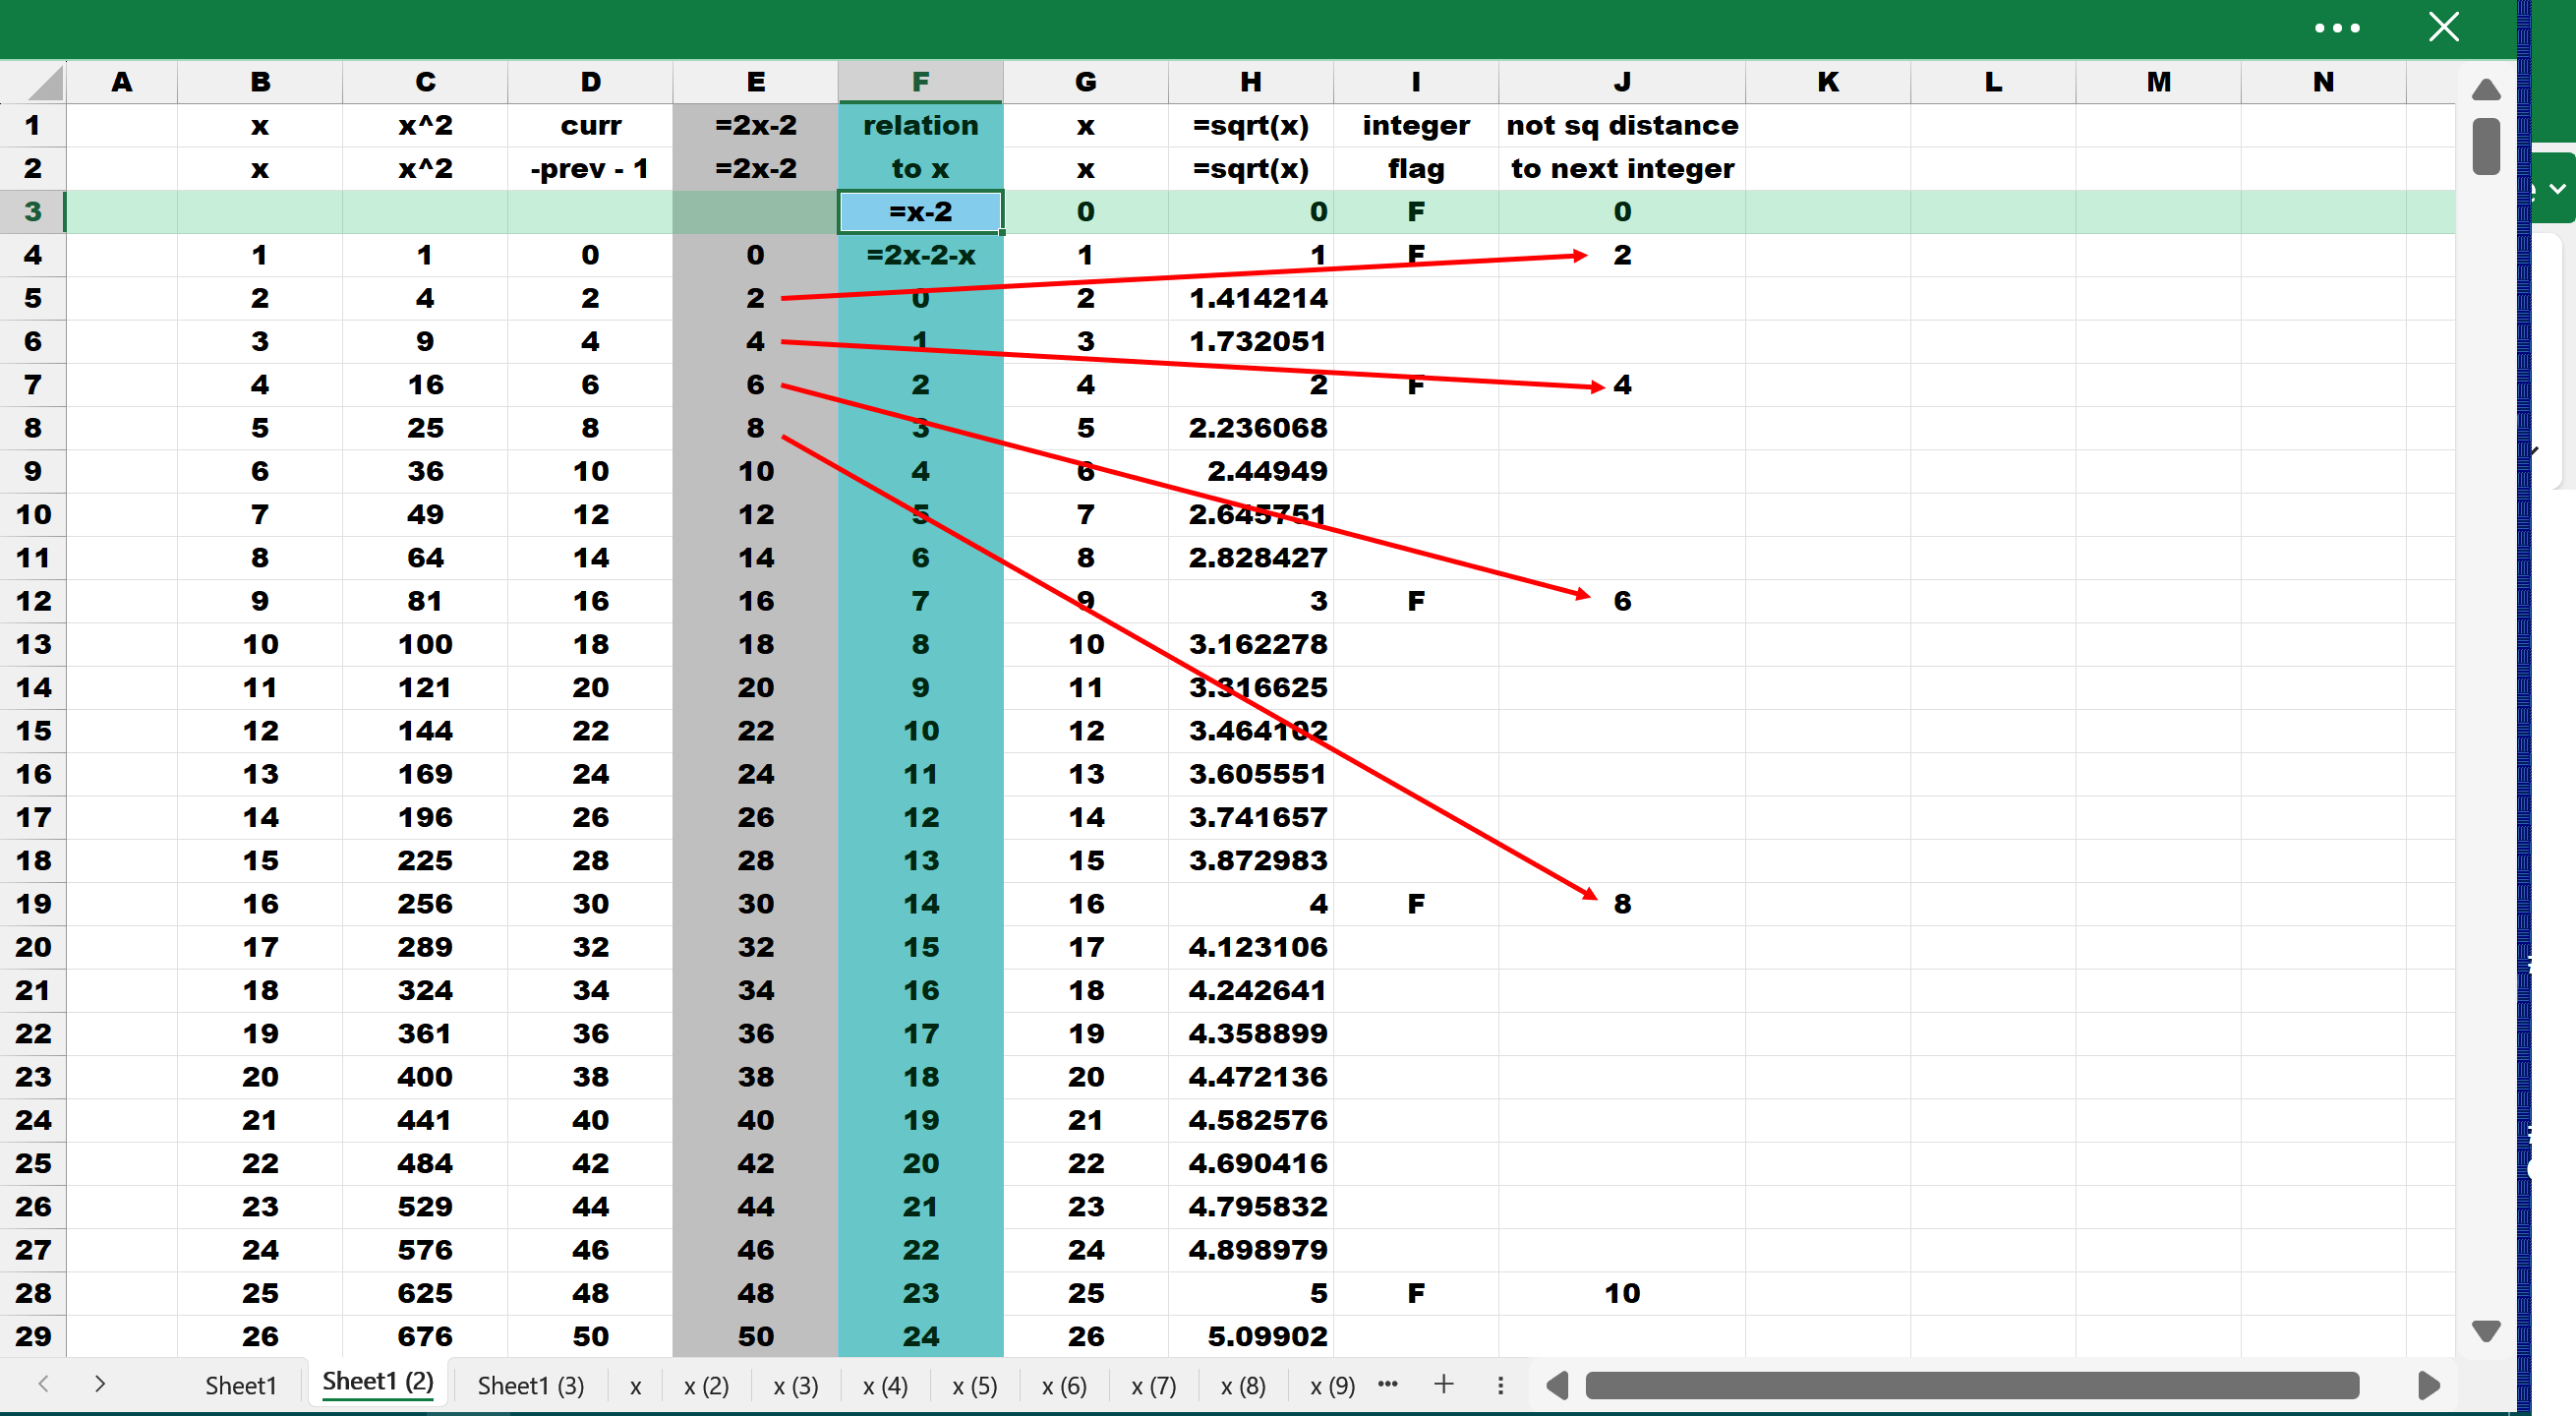 A B C D E F G H I J K L M N
1 x x^2 curr =2x-2 relation x =sqrt(x) integer not sq distance
2 x x^2 -prev - 1 =2x-2 to x x =sqrt(x) flag to next integer
3 =x-2 0 0 F 0
4 1 1 0 0 =2x-2-x 1 1 F 2
5 2 4 2 2 0 2 1.414214
6 3 9 4 4 1 3 1.732051
7 4 16 6 6 2 4 2 F 4
8 5 25 8 8 3 5 2.236068
9 6 36 10 10 4 6 2.44949
10 7 49 12 12 5 7 2.645751
11 8 64 14 14 6 8 2.828427
12 9 81 16 16 7 9 3 F 6
13 10 100 18 18 8 10 3.162278
14 11 121 20 20 9 11 3.316625
15 12 144 22 22 10 12 3.464102
16 13 169 24 24 11 13 3.605551
17 14 196 26 26 12 14 3.741657
18 15 225 28 28 13 15 3.872983
19 16 256 30 30 14 16 4 F 8
20 17 289 32 32 15 17 4.123106
21 18 324 34 34 16 18 4.242641
22 19 361 36 36 17 19 4.358899
23 20 400 38 38 18 20 4.472136
24 21 441 40 40 19 21 4.582576
25 22 484 42 42 20 22 4.690416
26 23 529 44 44 21 23 4.795832
27 24 576 46 46 22 24 4.898979
28 25 625 48 48 23 25 5 F 10
29 26 676 50 50 24 26 5.09902
Sheet1 Sheet1 (2) Sheet1 (3) x x (2) x (3) x (4) x (5) x (6) x (7) x (8) x (9)